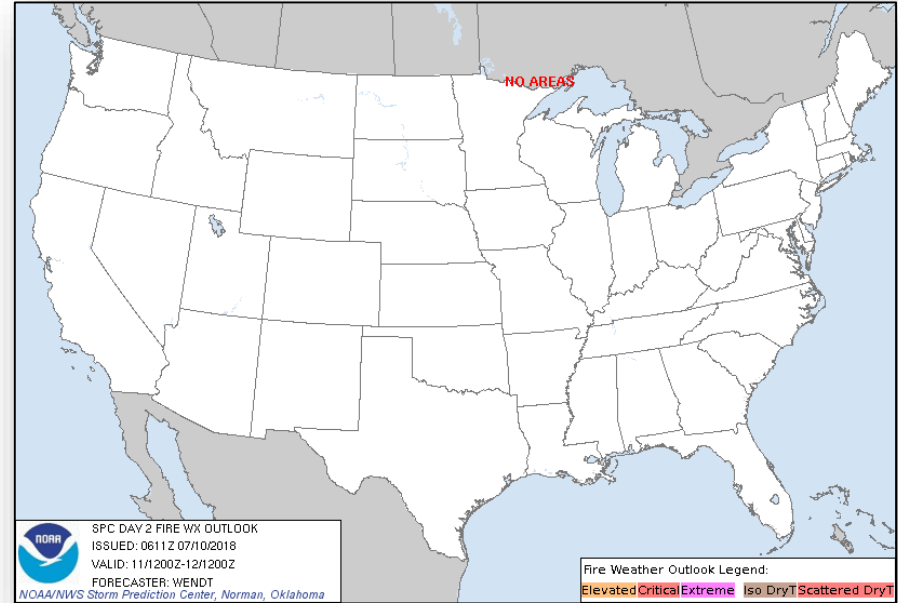 NO AREAS
NOAA
SPC DAY 2 FIRE WX OUTLOOK
ISSUED: 0611Z 07/10/2018
VALID: 11/1200Z-12/1200Z
FORECASTER: WENDT
NOAA/NWS Storm Prediction Center, Norman, Oklahoma
Fire Weather Outlook Legend:
Elevated Critical Extreme Iso DryT Scattered DryT